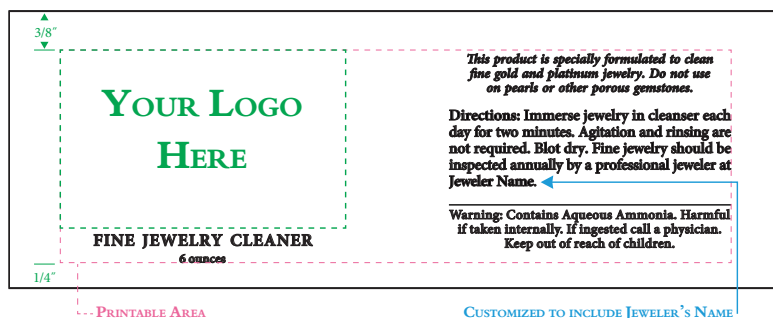 3/8"
YOUR LOGO
HERE
FINE JEWELRY CLEANER
6 ounces
1/4"
This product is specially formulated to clean
fine gold and platinum jewelry. Do not use
on pearls or other porous gemstones.
Directions: Immerse jewelry in cleanser each
day for two minutes. Agitation and rinsing are
not required. Blot dry. Fine jewelry should be
inspected annually by a professional jeweler at
Jeweler Name.
Warning: Contains Aqueous Ammonia. Harmful
if taken internally. If ingested call a physician.
Keep out of reach of children.
PRINTABLE AREA
CUSTOMIZED TO INCLUDE JEWELER'S NAME